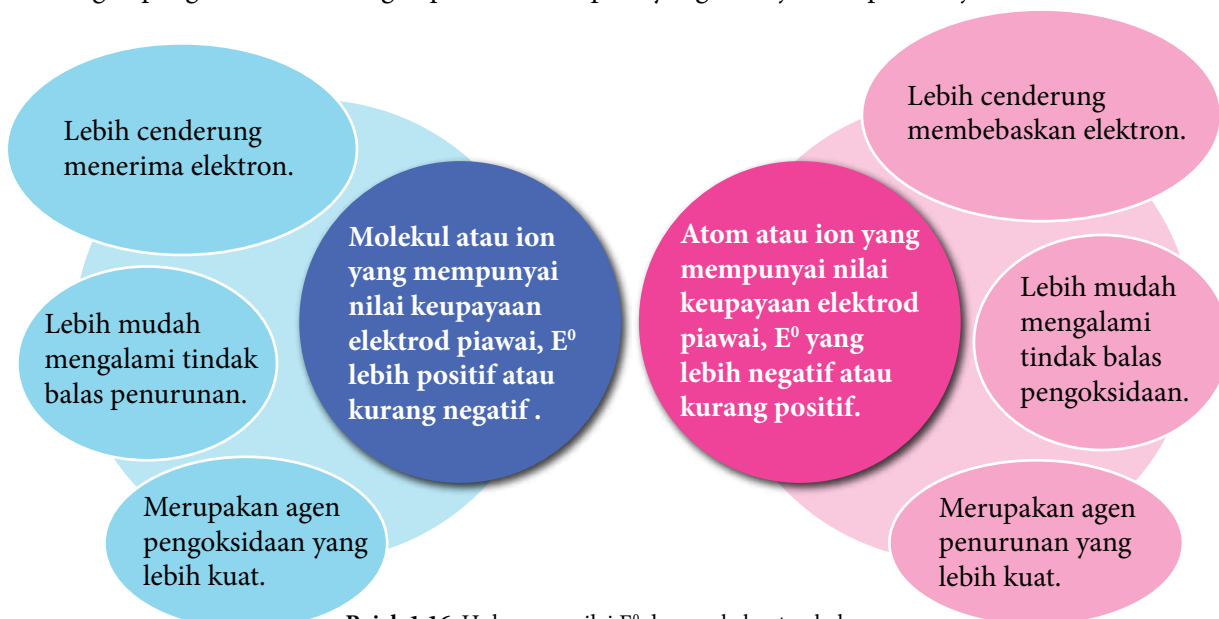 Lebih cenderung
menerima elektron.
Lebih mudah
mengalami tindak
balas penurunan.
Merupakan agen
pengoksidaan yang
lebih kuat.
Molekul atau ion
yang mempunyai
nilai keupayaan
elektrod piawai, E⁰
lebih positif atau
kurang negatif .
Atom atau ion yang
mempunyai nilai
keupayaan elektrod
piawai, E⁰ yang
lebih negatif atau
kurang positif.
Lebih cenderung
membebaskan elektron.
Lebih mudah
mengalami
tindak balas
pengoksidaan.
Merupakan agen
penurunan yang
lebih kuat.